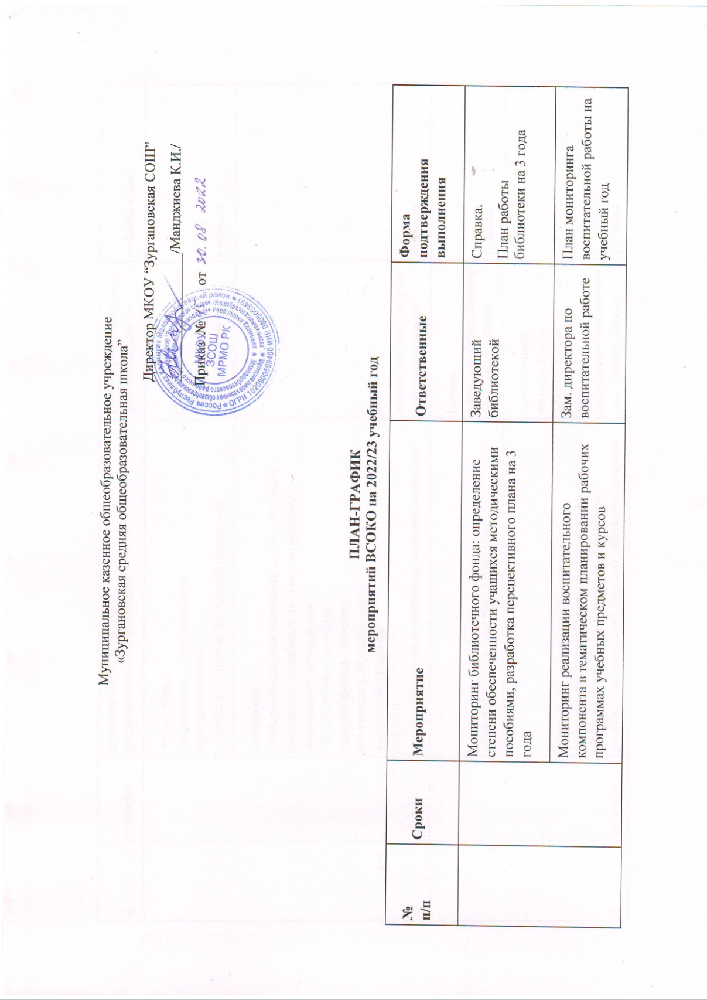 Муниципальное казенное общеобразовательное учреждение
«Зургановская средняя общеобразовательная школа”
Директор МКОУ “Зургановская СОШ”
/Манджиева К.И./
Приказ № от 30. 08. 2022
МКОУ
ЗСОШ
МРМО РК
ОГРН 1020800598400 ИНН 0805003491
ПЛАН-ГРАФИК
мероприятий ВСОКО на 2022/23 учебный год
№
п/п
Сроки
Мероприятие
Ответственные
Форма
подтверждения
выполнения
Мониторинг библиотечного фонда: определение
степени обеспеченности учащихся методическими
пособиями, разработка перспективного плана на 3
года
Заведующий
библиотекой
Справка.
План работы
библиотеки на 3 года
Мониторинг реализации воспитательного
компонента в тематическом планировании рабочих
программах учебных предметов и курсов
Зам. директора по
воспитательной работе
План мониторинга
воспитательной работы на
учебный год